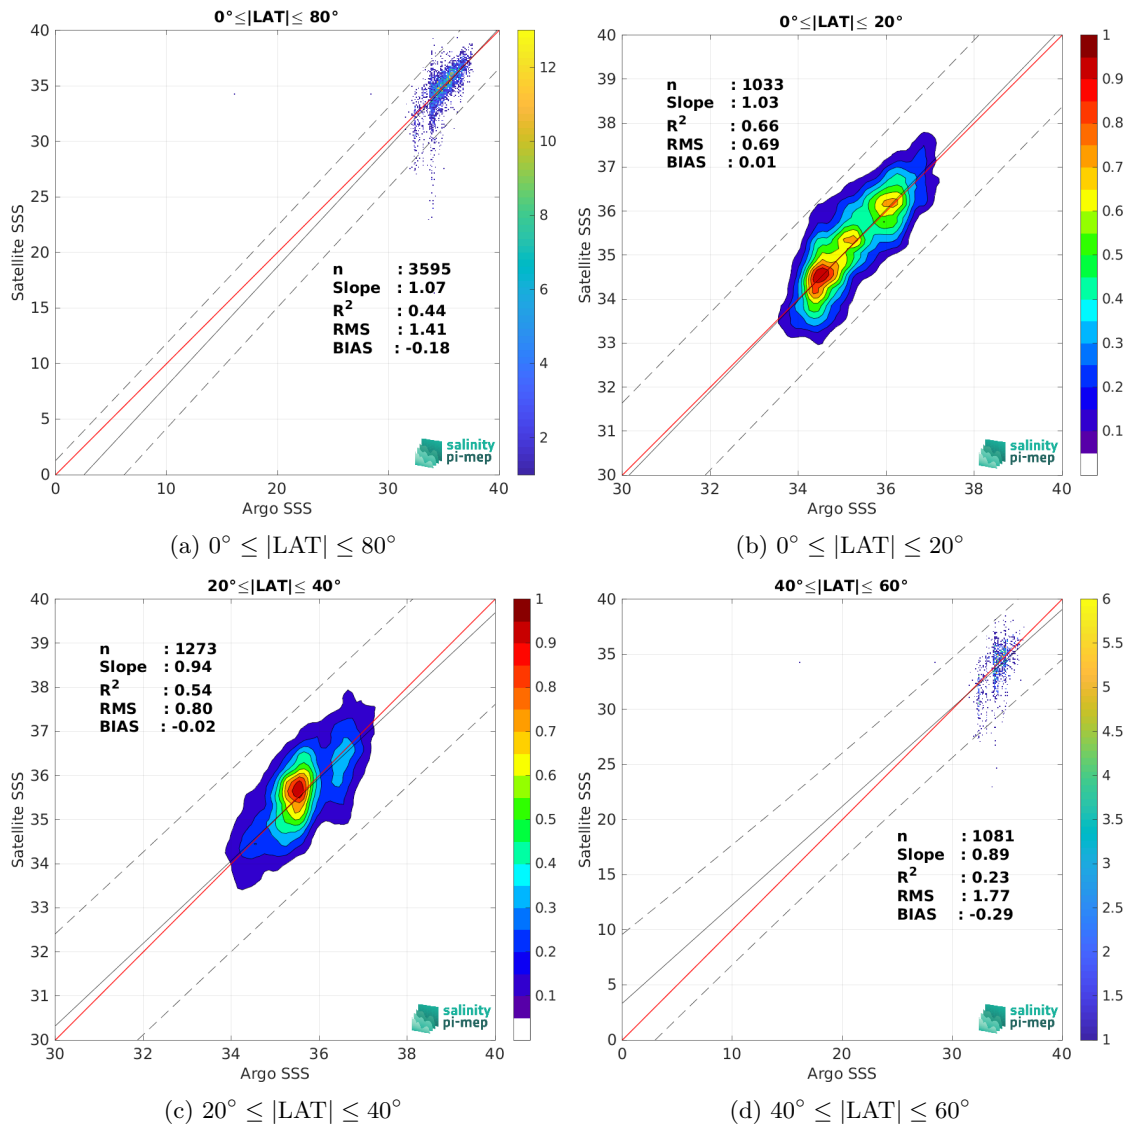 0°≤|LAT|≤ 80°
40
35
30
25
20
15
10
5
0
0
10
20
30
40
Satellite SSS
Argo SSS
n : 3595
Slope : 1.07
R² : 0.44
RMS : 1.41
BIAS : -0.18
salinity
pi-mep
12
10
8
6
4
2
(a) 0° ≤ |LAT| ≤ 80°
0°≤|LAT|≤ 20°
40
39
38
37
36
35
34
33
32
31
30
30
32
34
36
38
40
Satellite SSS
Argo SSS
n : 1033
Slope : 1.03
R² : 0.66
RMS : 0.69
BIAS : 0.01
salinity
pi-mep
1
0.9
0.8
0.7
0.6
0.5
0.4
0.3
0.2
0.1
(b) 0° ≤ |LAT| ≤ 20°
20°≤|LAT|≤ 40°
40
39
38
37
36
35
34
33
32
31
30
30
32
34
36
38
40
Satellite SSS
Argo SSS
n : 1273
Slope : 0.94
R² : 0.54
RMS : 0.80
BIAS : -0.02
salinity
pi-mep
1
0.9
0.8
0.7
0.6
0.5
0.4
0.3
0.2
0.1
(c) 20° ≤ |LAT| ≤ 40°
40°≤|LAT|≤ 60°
40
35
30
25
20
15
10
5
0
0
10
20
30
40
Satellite SSS
Argo SSS
n : 1081
Slope : 0.89
R² : 0.23
RMS : 1.77
BIAS : -0.29
salinity
pi-mep
6
5.5
5
4.5
4
3.5
3
2.5
2
1.5
1
(d) 40° ≤ |LAT| ≤ 60°